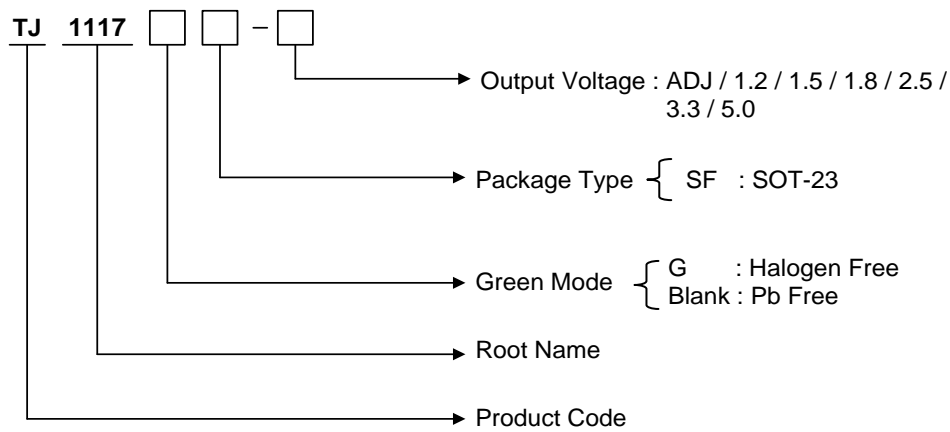 TJ 1117 –
Output Voltage : ADJ / 1.2 / 1.5 / 1.8 / 2.5 /
3.3 / 5.0
Package Type { SF : SOT-23
Green Mode { G : Halogen Free
Blank : Pb Free
Root Name
Product Code